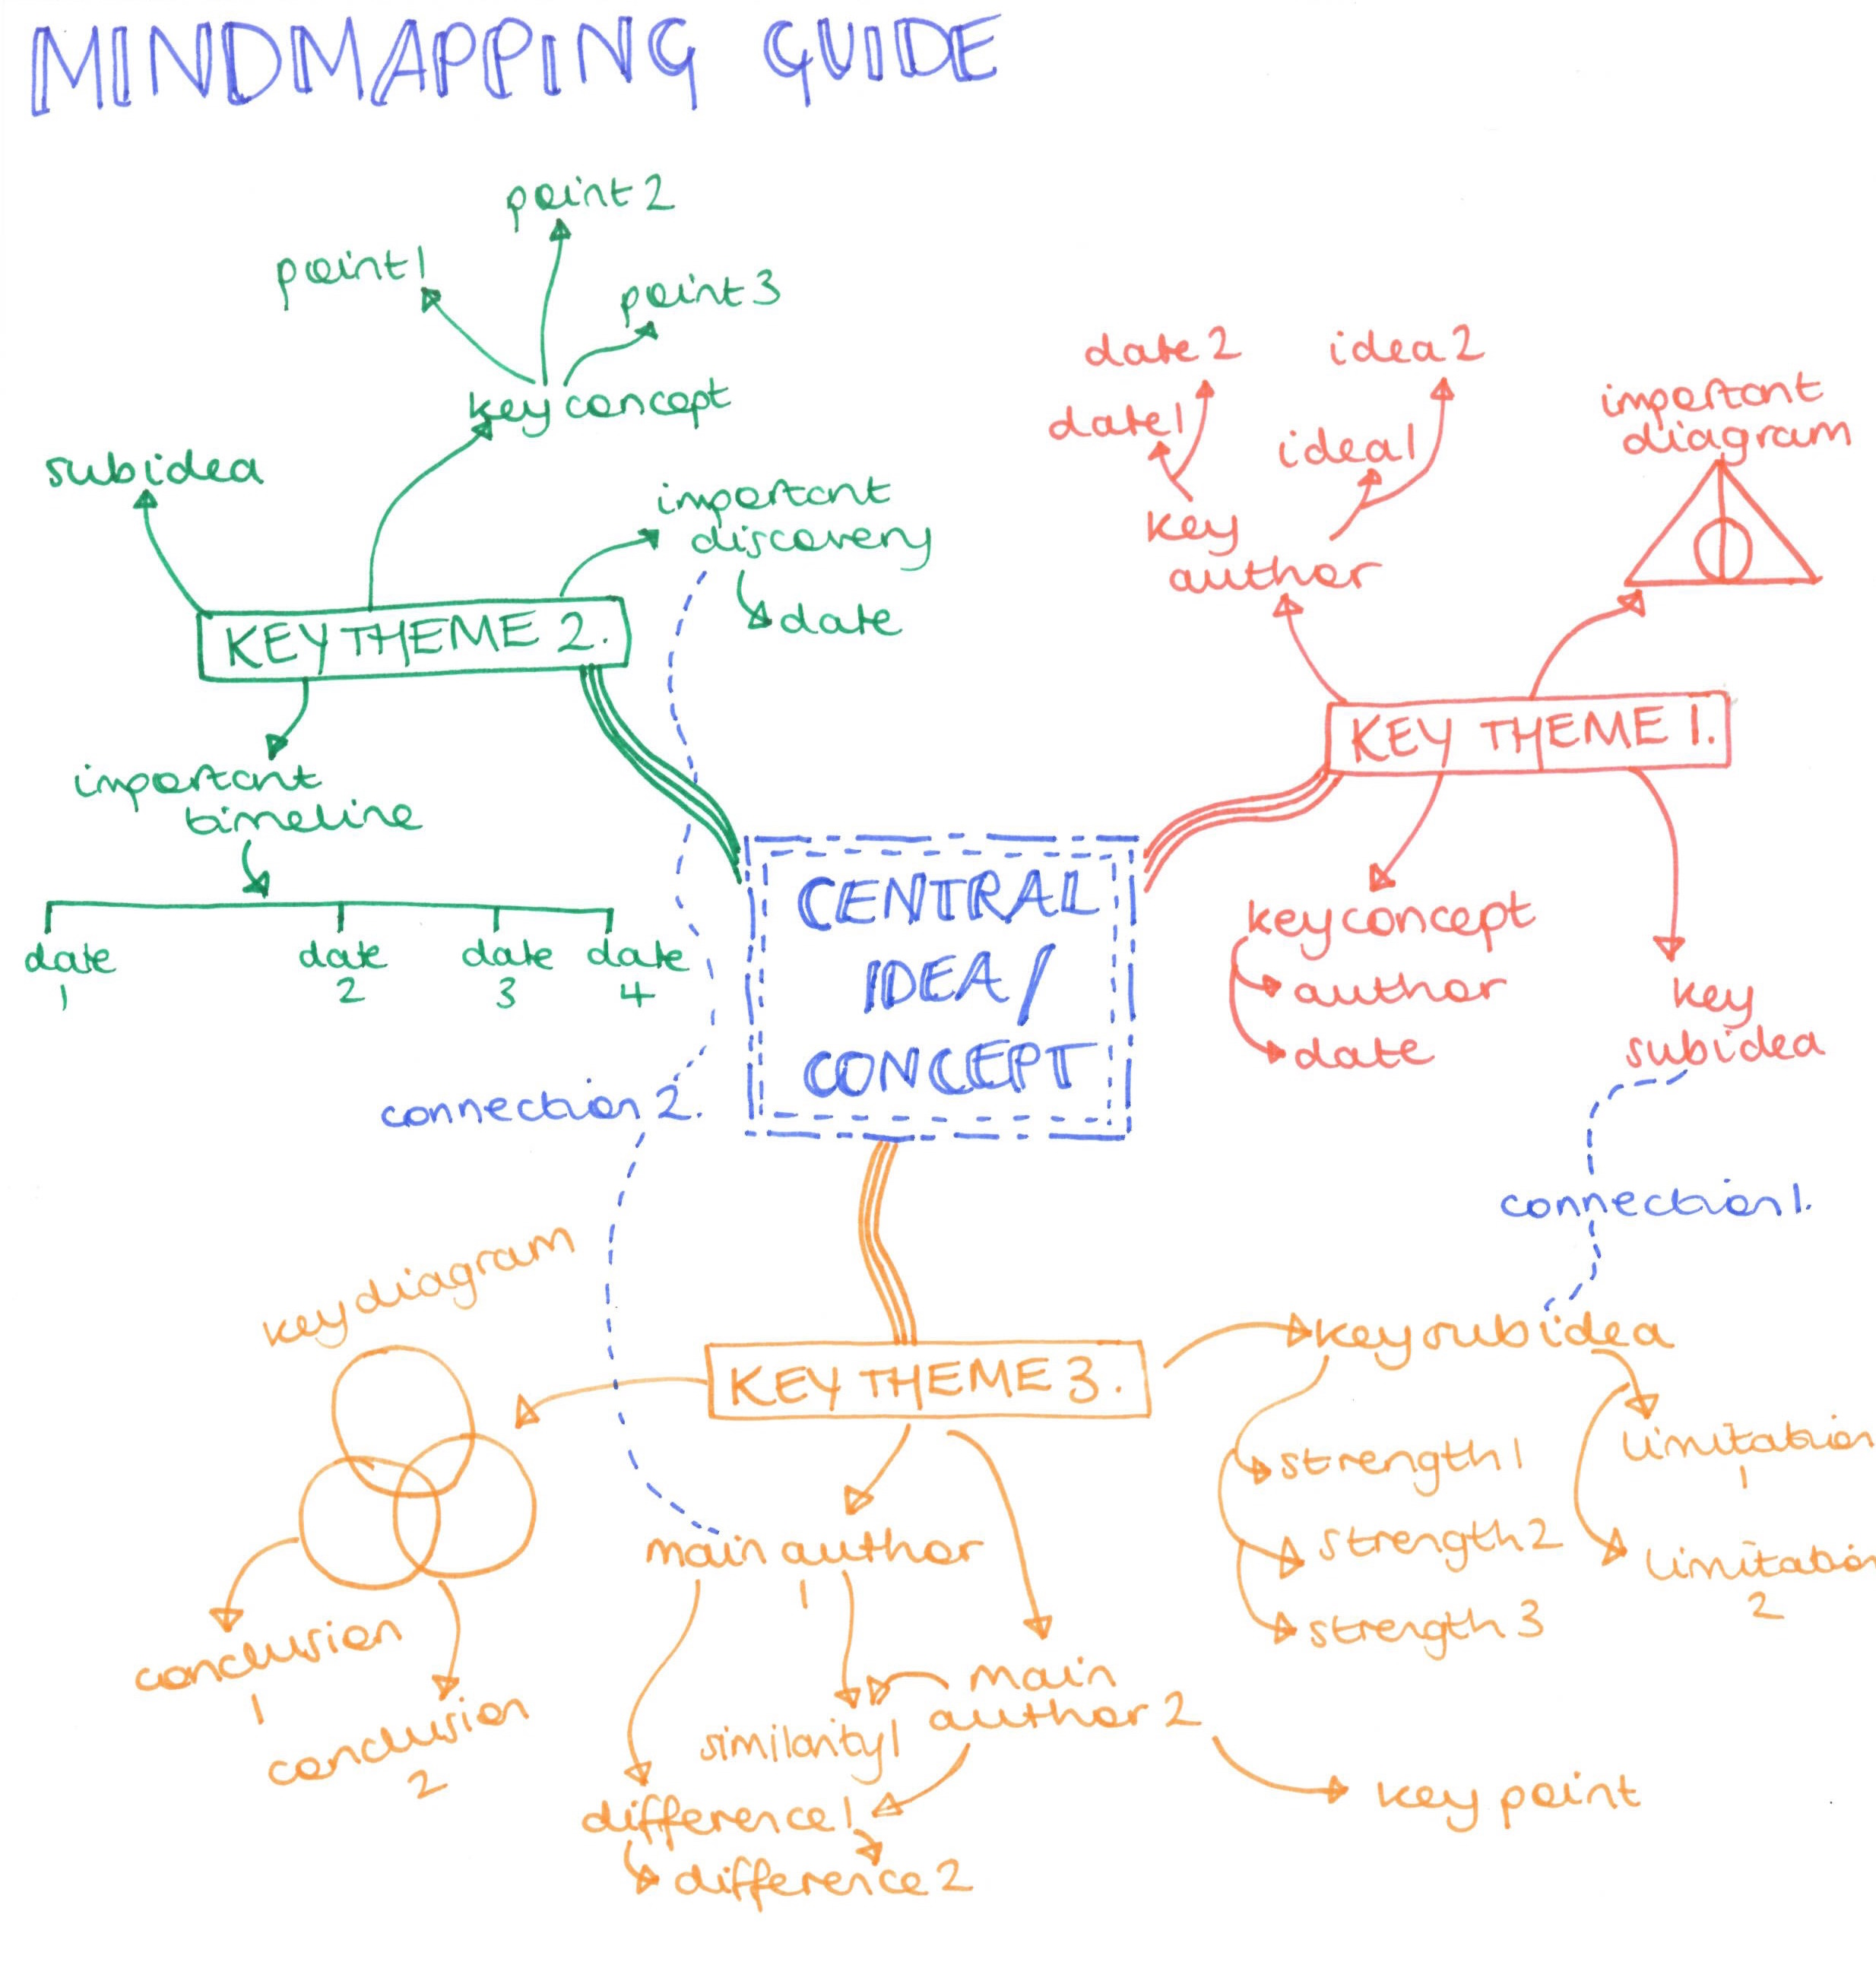 MINDMAPPING GUIDE
point 2
point 1
point 3
key concept
subidea
important
discovery
date
KEY THEME 2.
important
timeline
date
1
date
2
date
3
date
4
date 2
idea 2
date 1
idea 1
key
author
important
diagram
KEY THEME 1.
key concept
author
date
key
subidea
CENTRAL
IDEA/
CONCEPT
connection 2.
connection 1.
key diagram
KEY THEME 3.
key subidea
strength 1
strength 2
strength 3
limitation
1
limitation
2
main author
1
main
author 2
similarity 1
difference 1
difference 2
key point
conclusion
1
conclusion
2